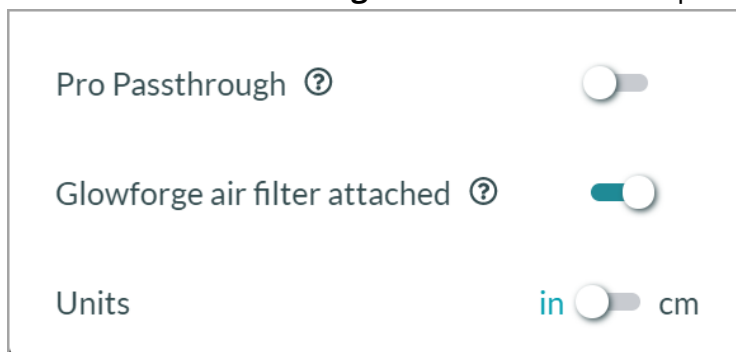 Pro Passthrough ?
Glowforge air filter attached ?
Units in cm